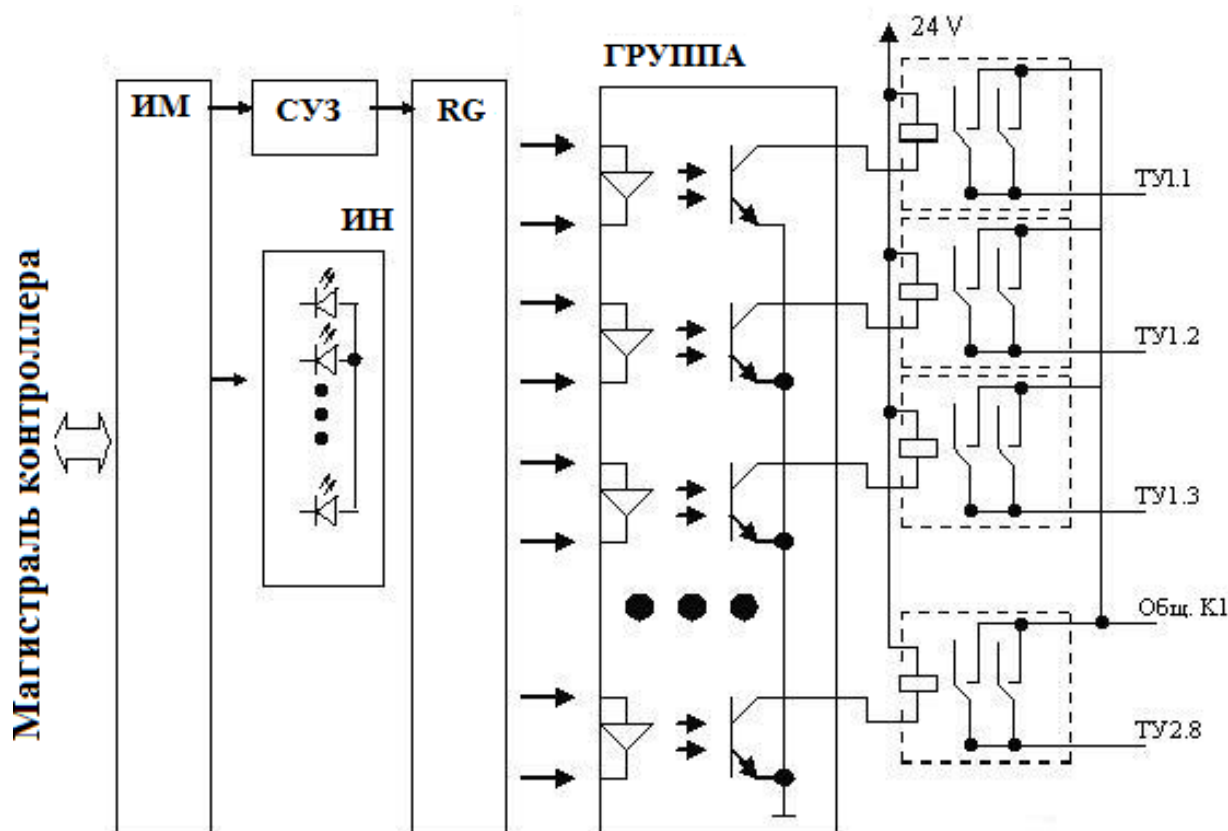 24 V
ГРУППА
ИМ
СУЗ
RG
ТУ1.1
ИН
Магистраль контроллера
ТУ1.2
ТУ1.3
Общ. К1
ТУ2.8